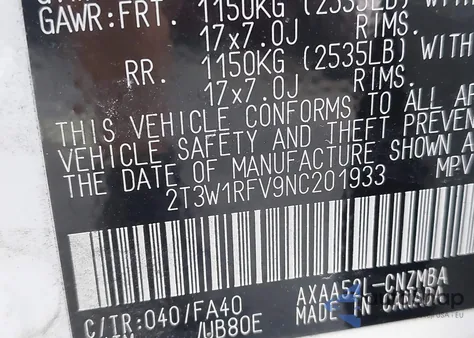 GAWR:FRT. 1150KG (2535LB) WITH
17x7.0J RIMS.
RR. 1150KG (2535LB) WITH
17x7.0J RIMS.
THIS VEHICLE CONFORMS TO ALL AP
VEHICLE SAFETY AND THEFT PREVEN
THE DATE OF MANUFACTURE SHOWN A
2T3W1RFV9NC201933 MPV
AXAA52L-CNZMBA
C/TR:040/FA40 MADE IN CANADA
/UB80E